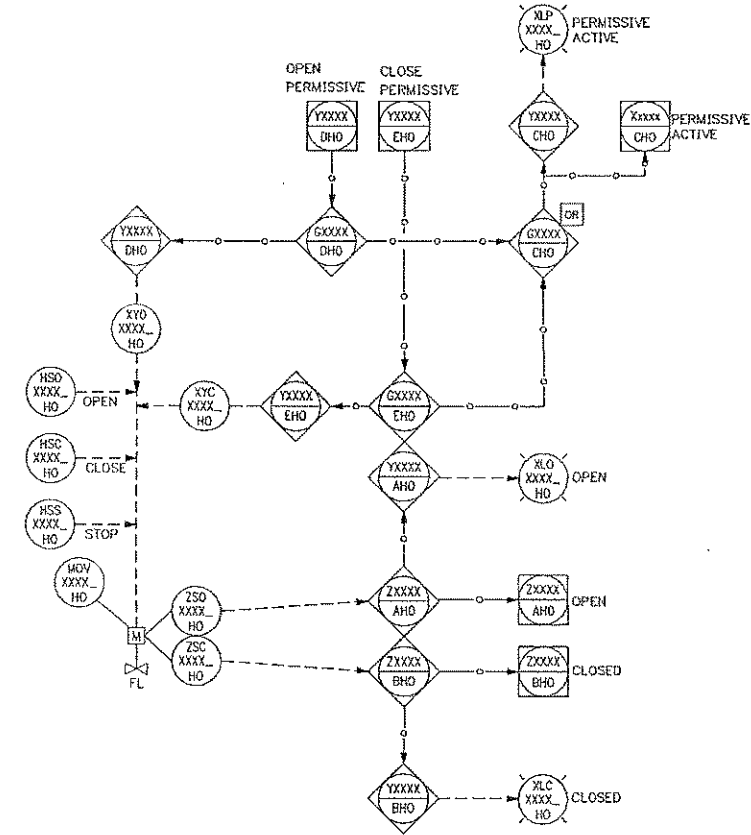 XLP
XXXX_
HO
PERMISSIVE
ACTIVE
OPEN
PERMISSIVE
CLOSE
PERMISSIVE
YXXXX
DHO
YXXXX
EHO
YXXXX
CHO
Xxxxx
CHO
PERMISSIVE
ACTIVE
OR
YXXXX
DHO
GXXXX
DHO
GXXXX
CHO
XYO
XXXX_
HO
HSO
XXXX_
HO
OPEN
XYC
XXXX_
HO
YXXXX
EHO
GXXXX
EHO
HSC
XXXX_
HO
CLOSE
YXXXX
AHO
XLO
XXXX_
HO
OPEN
HSS
XXXX_
HO
STOP
MOV
XXXX_
HO
ZSO
XXXX_
HO
ZXXXX
AHO
ZXXXX
AHO
OPEN
M
FL
ZSC
XXXX_
HO
ZXXXX
BHO
ZXXXX
BHO
CLOSED
YXXXX
BHO
XLC
XXXX_
HO
CLOSED